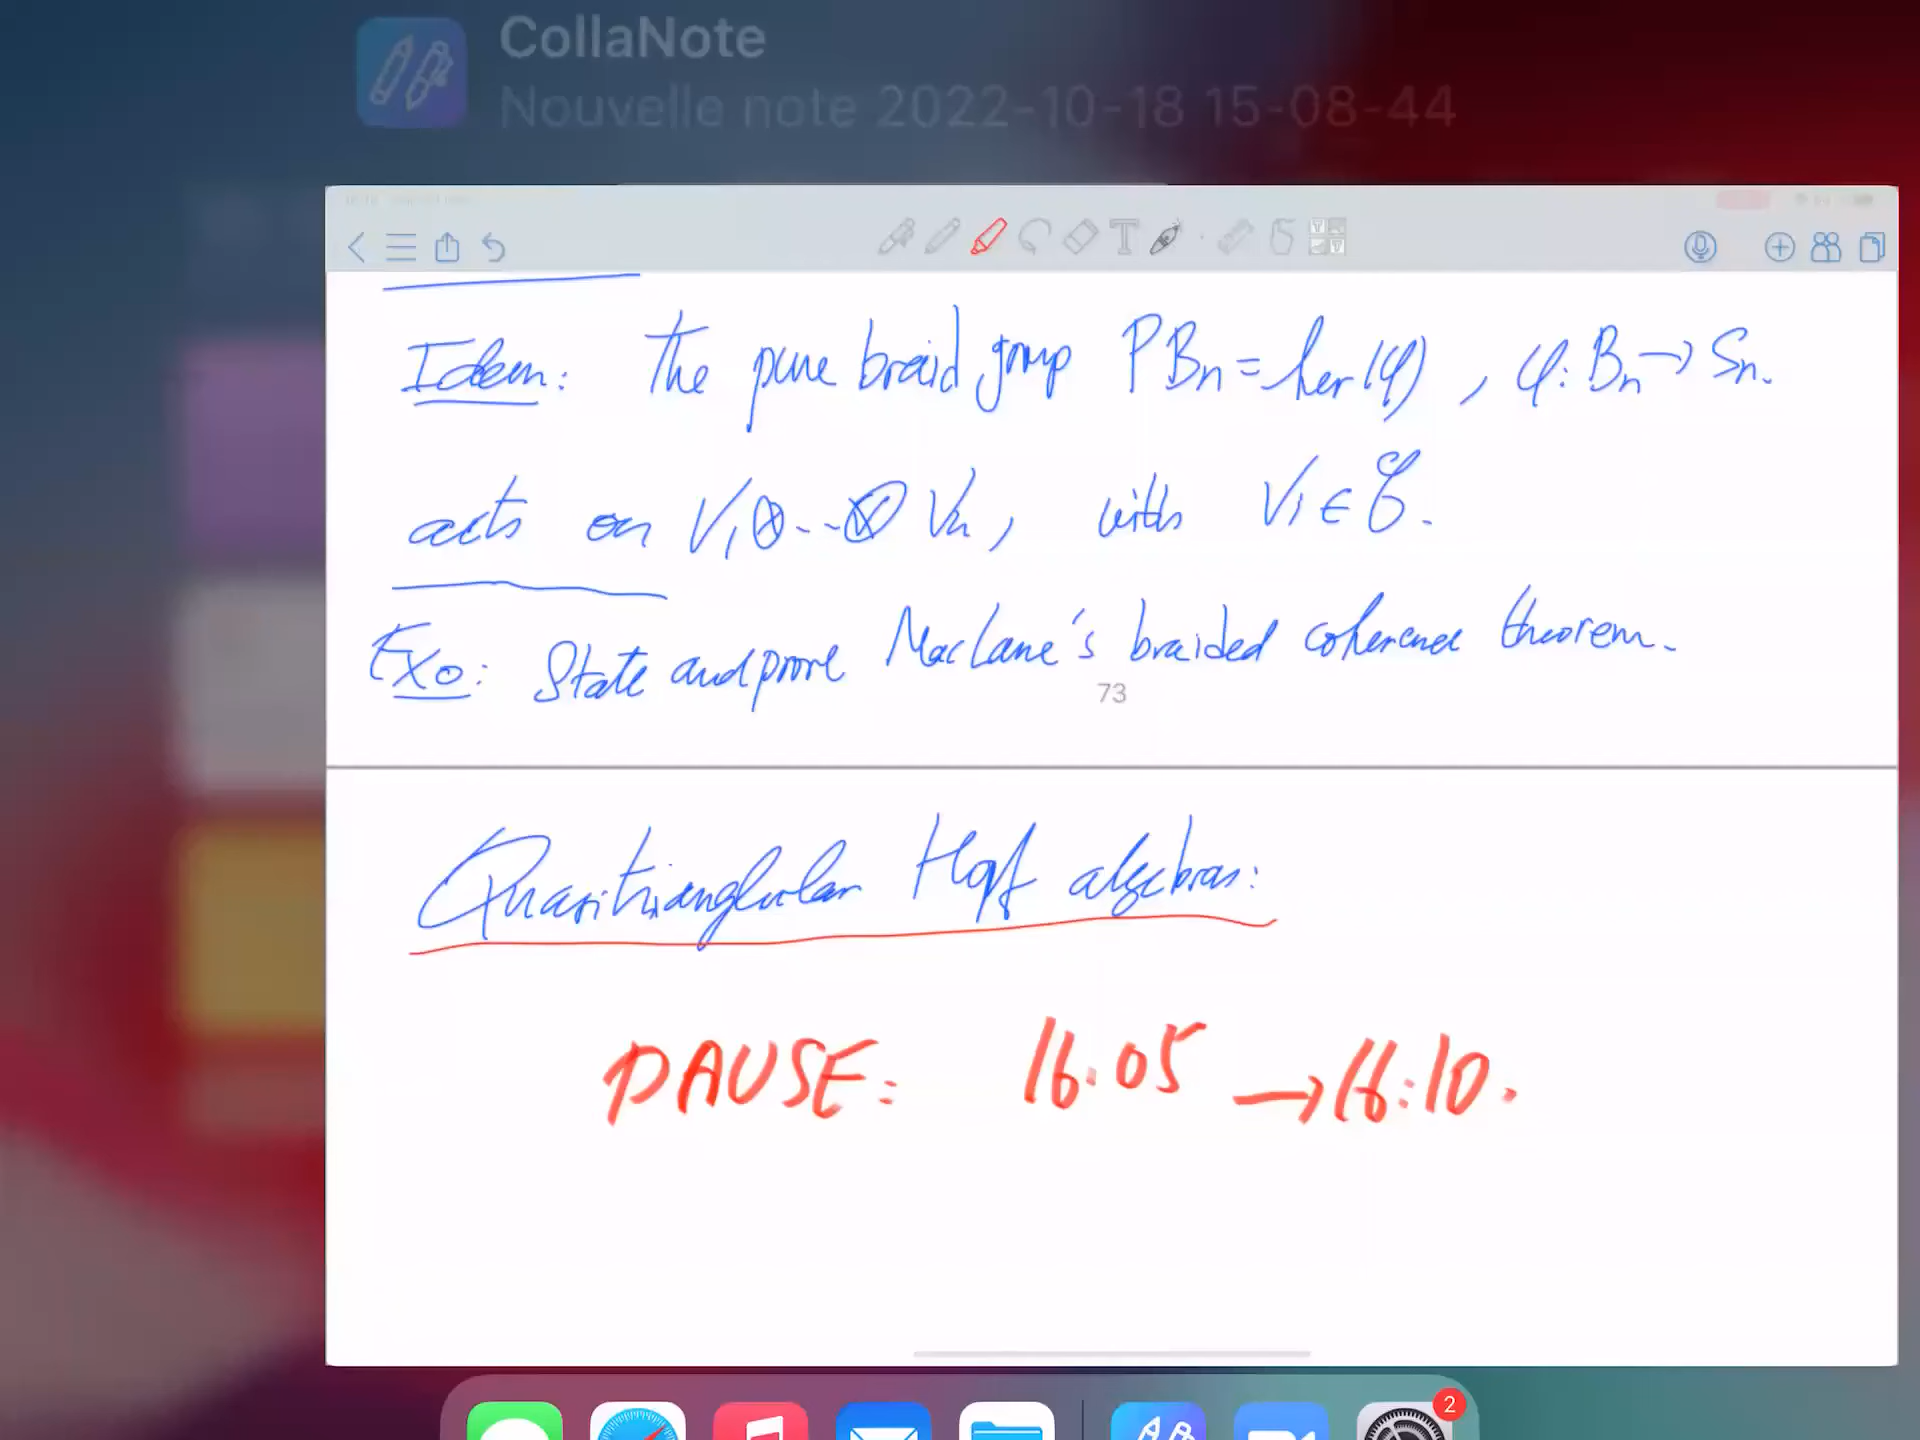 CollaNote
Nouvelle note 2022-10-18 15-08-44
Idem: The pure braid group PBn = ker(φ), φ: Bn → Sn.
acts on V1⊗...⊗Vn, with Vi ∈ 𝒞.
Exo: State and prove MacLane's braided coherence theorem.
73
Quasitriangular Hopf algebras:
PAUSE: 16.05 → 16:10.
2